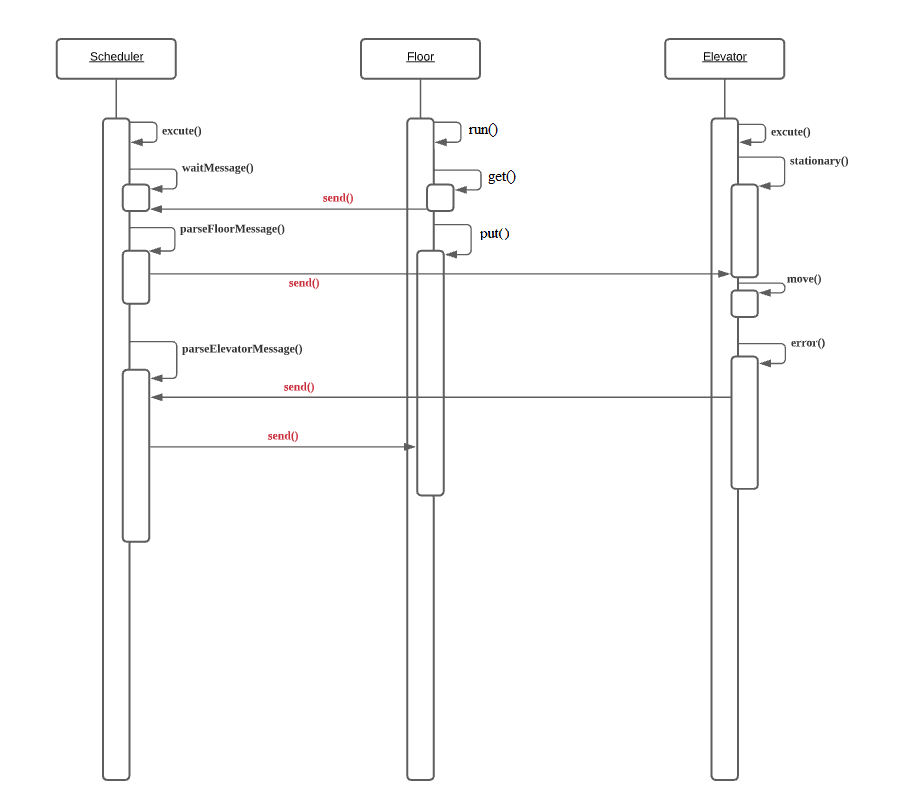 Scheduler
Floor
Elevator
excute()
run()
excute()
stationary()
waitMessage()
get()
send()
parseFloorMessage()
put()
send()
move()
error()
parseElevatorMessage()
send()
send()